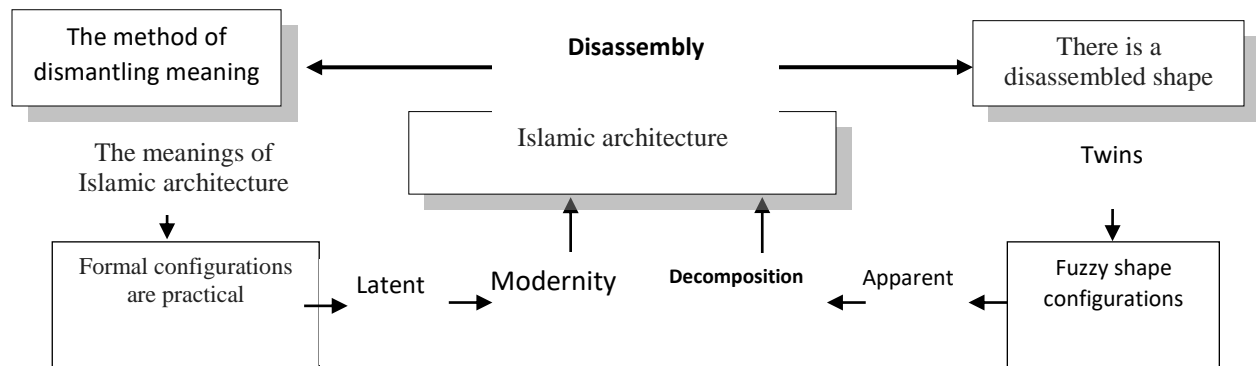 The method of
dismantling meaning
Disassembly
There is a
disassembled shape
Islamic architecture
The meanings of
Islamic architecture
Twins
Formal configurations
are practical
Latent
Modernity
Decomposition
Apparent
Fuzzy shape
configurations